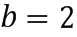 b = 2